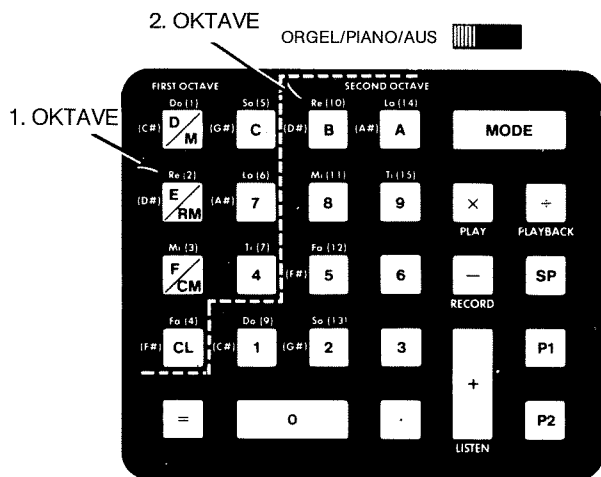 2. OKTAVE
ORGEL/PIANO/AUS
1. OKTAVE
FIRST OCTAVE SECOND OCTAVE
Do (1) So (5) Re (10) La (14)
(C#) D/M (G#) C (D#) B (A#) A MODE
Re (2) La (6) Mi (11) Ti (15)
(D#) E/RM (A#) 7 8 9 × ÷
PLAY PLAYBACK
Mi (3) Ti (7) Fa (12)
F/CM 4 (F#) 5 6 − SP
RECORD
Fa (4) Do (9) So (13)
(F#) CL (C#) 1 (G#) 2 3 + P1
= 0 . P2
LISTEN